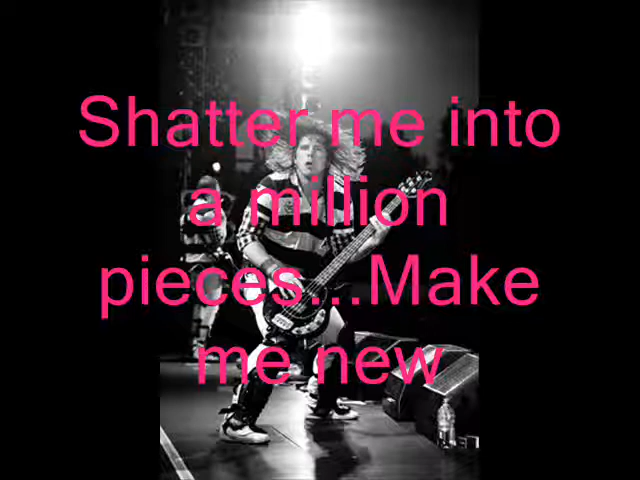 Shatter me into
a million
pieces...Make
me new